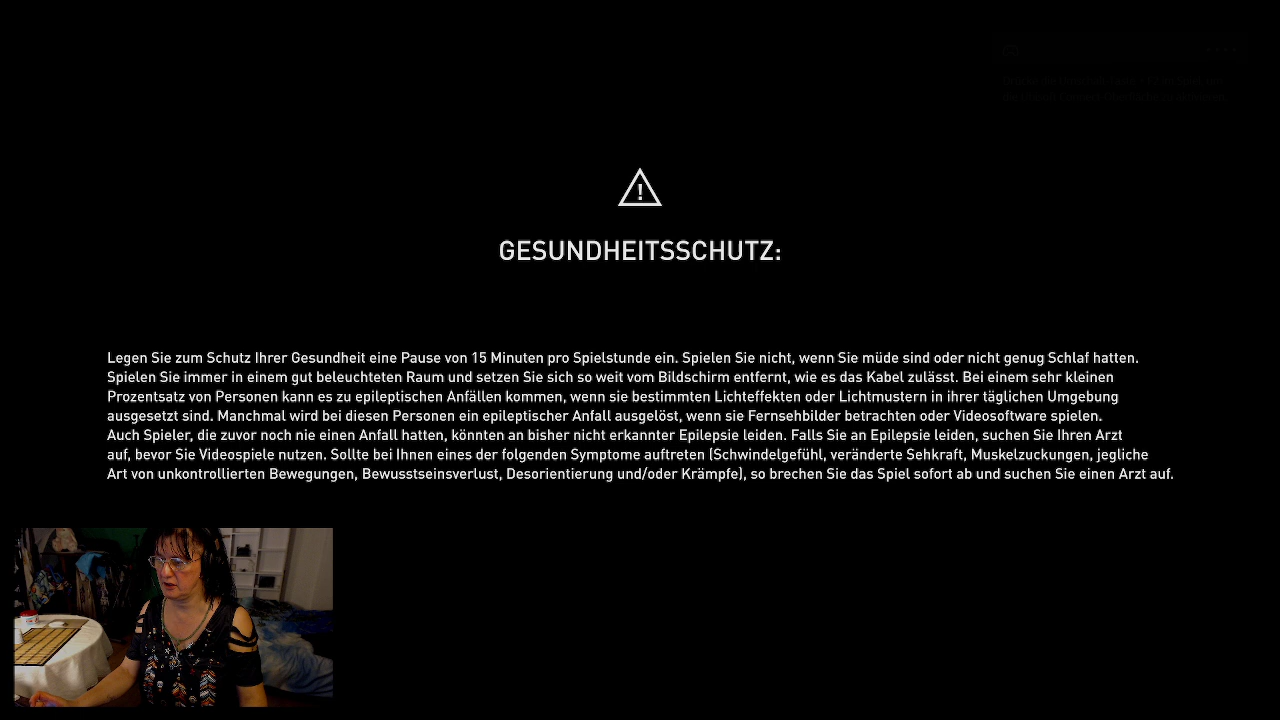 GESUNDHEITSSCHUTZ:
Legen Sie zum Schutz Ihrer Gesundheit eine Pause von 15 Minuten pro Spielstunde ein. Spielen Sie nicht, wenn Sie müde sind oder nicht genug Schlaf hatten.
Spielen Sie immer in einem gut beleuchteten Raum und setzen Sie sich so weit vom Bildschirm entfernt, wie es das Kabel zulässt. Bei einem sehr kleinen
Prozentsatz von Personen kann es zu epileptischen Anfällen kommen, wenn sie bestimmten Lichteffekten oder Lichtmustern in ihrer täglichen Umgebung
ausgesetzt sind. Manchmal wird bei diesen Personen ein epileptischer Anfall ausgelöst, wenn sie Fernsehbilder betrachten oder Videosoftware spielen.
Auch Spieler, die zuvor noch nie einen Anfall hatten, könnten an bisher nicht erkannter Epilepsie leiden. Falls Sie an Epilepsie leiden, suchen Sie Ihren Arzt
auf, bevor Sie Videospiele nutzen. Sollte bei Ihnen eines der folgenden Symptome auftreten (Schwindelgefühl, veränderte Sehkraft, Muskelzuckungen, jegliche
Art von unkontrollierten Bewegungen, Bewusstseinsverlust, Desorientierung und/oder Krämpfe), so brechen Sie das Spiel sofort ab und suchen Sie einen Arzt auf.